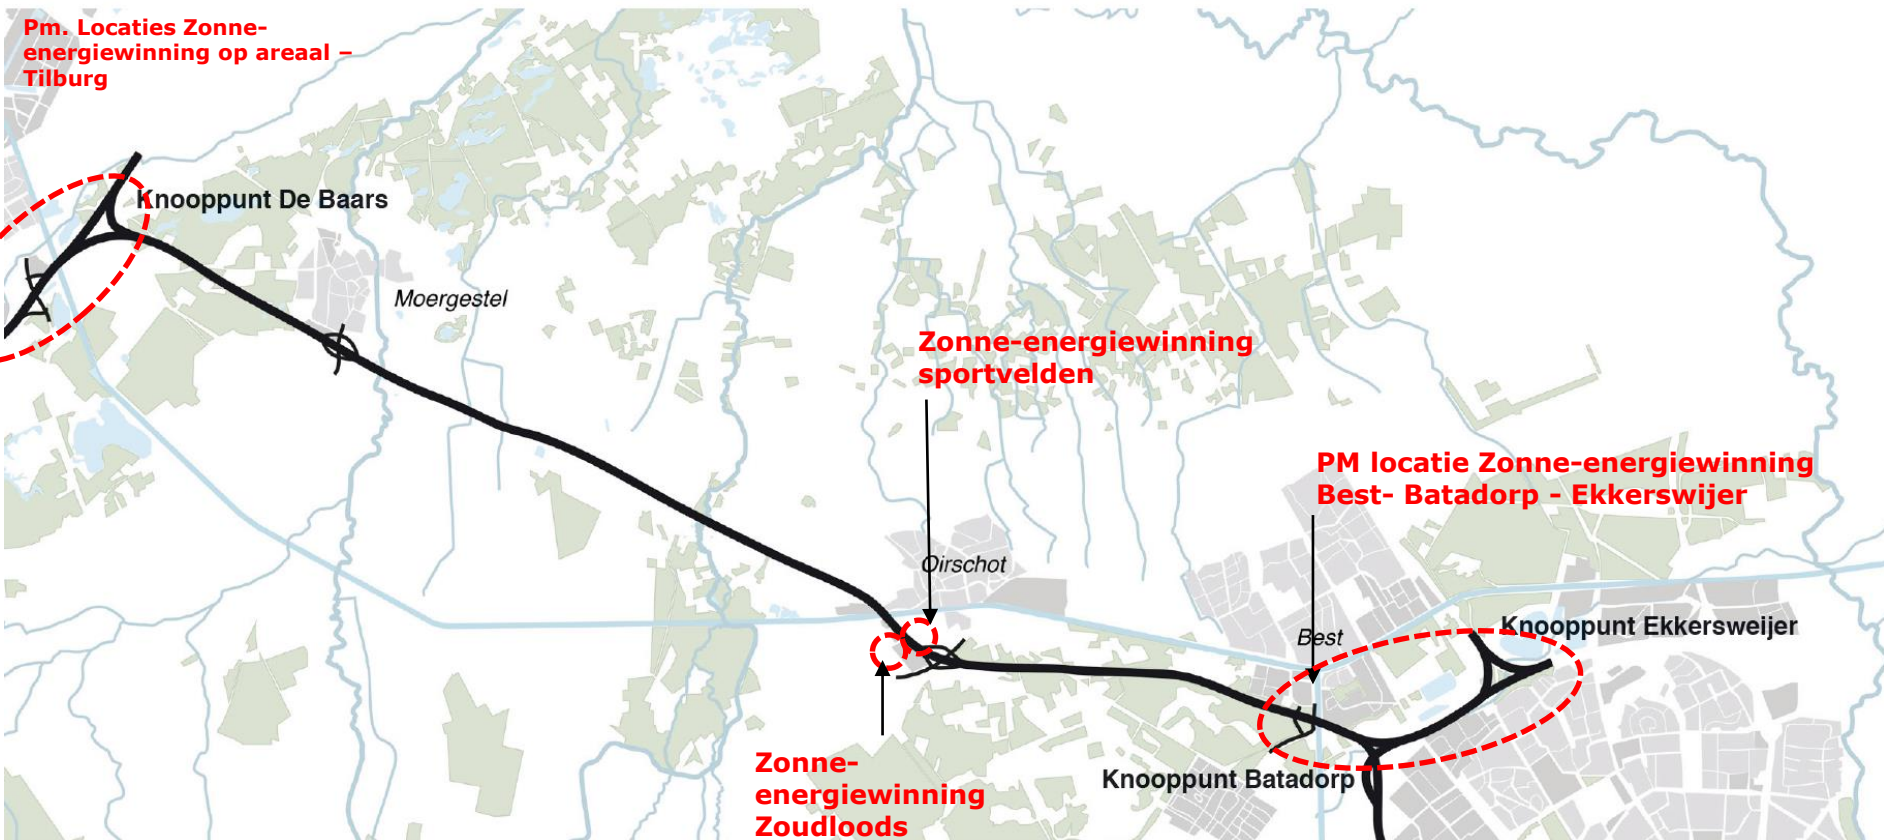 Pm. Locaties Zonne-
energiewinning op areaal –
Tilburg
Knooppunt De Baars
Moergestel
Zonne-energiewinning
sportvelden
PM locatie Zonne-energiewinning
Best- Batadorp - Ekkerswijer
Oirschot
Best
Knooppunt Ekkersweijer
Zonne-
energiewinning
Zoudloods
Knooppunt Batadorp